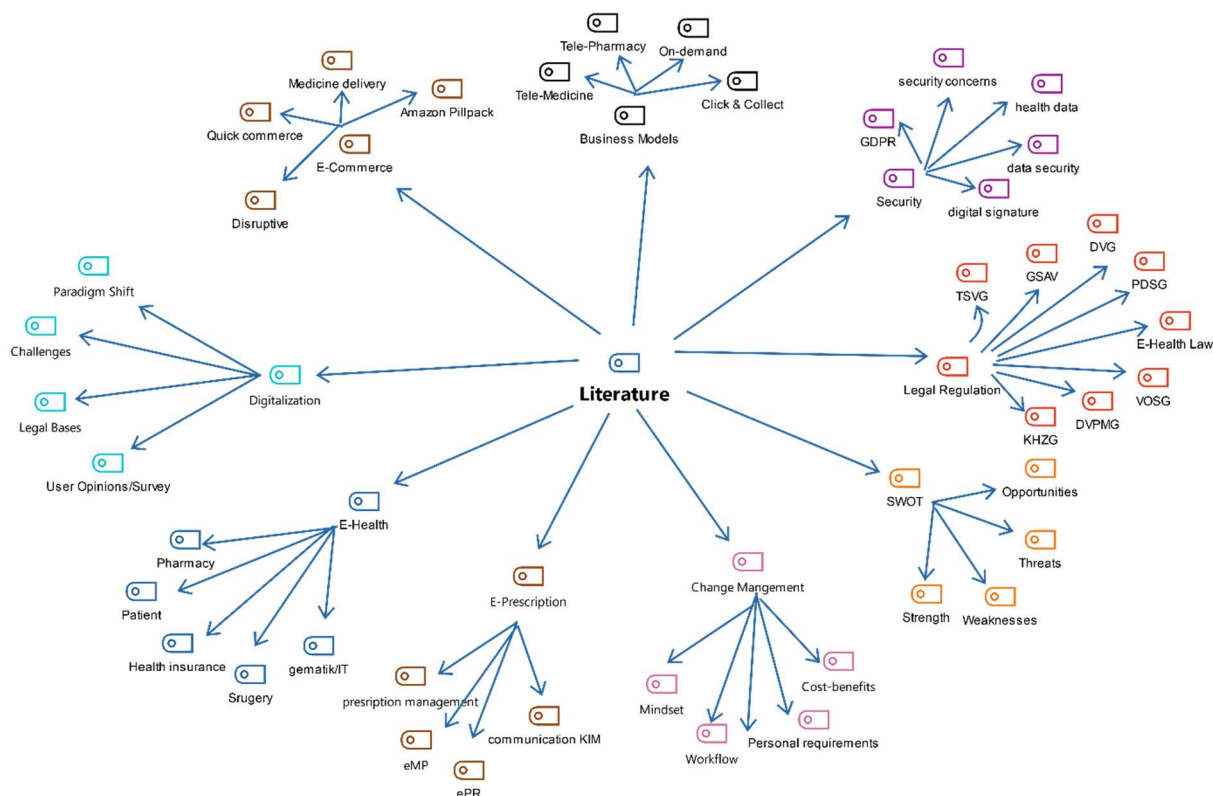 Tele-Pharmacy
On-demand
Tele-Medicine
Click & Collect
Business Models
Medicine delivery
Amazon Pillpack
Quick commerce
E-Commerce
Disruptive
security concerns
health data
GDPR
data security
Security
digital signature
DVG
GSAV
PDSG
TSVG
E-Health Law
Legal Regulation
VOSG
DVPMG
KHZG
Paradigm Shift
Challenges
Digitalization
Legal Bases
User Opinions/Survey
Literature
SWOT
Opportunities
Threats
Strength
Weaknesses
E-Health
Pharmacy
Patient
Health insurance
gematik/IT
Srugery
E-Prescription
presription management
communication KIM
eMP
ePR
Change Mangement
Cost-benefits
Mindset
Personal requirements
Workflow